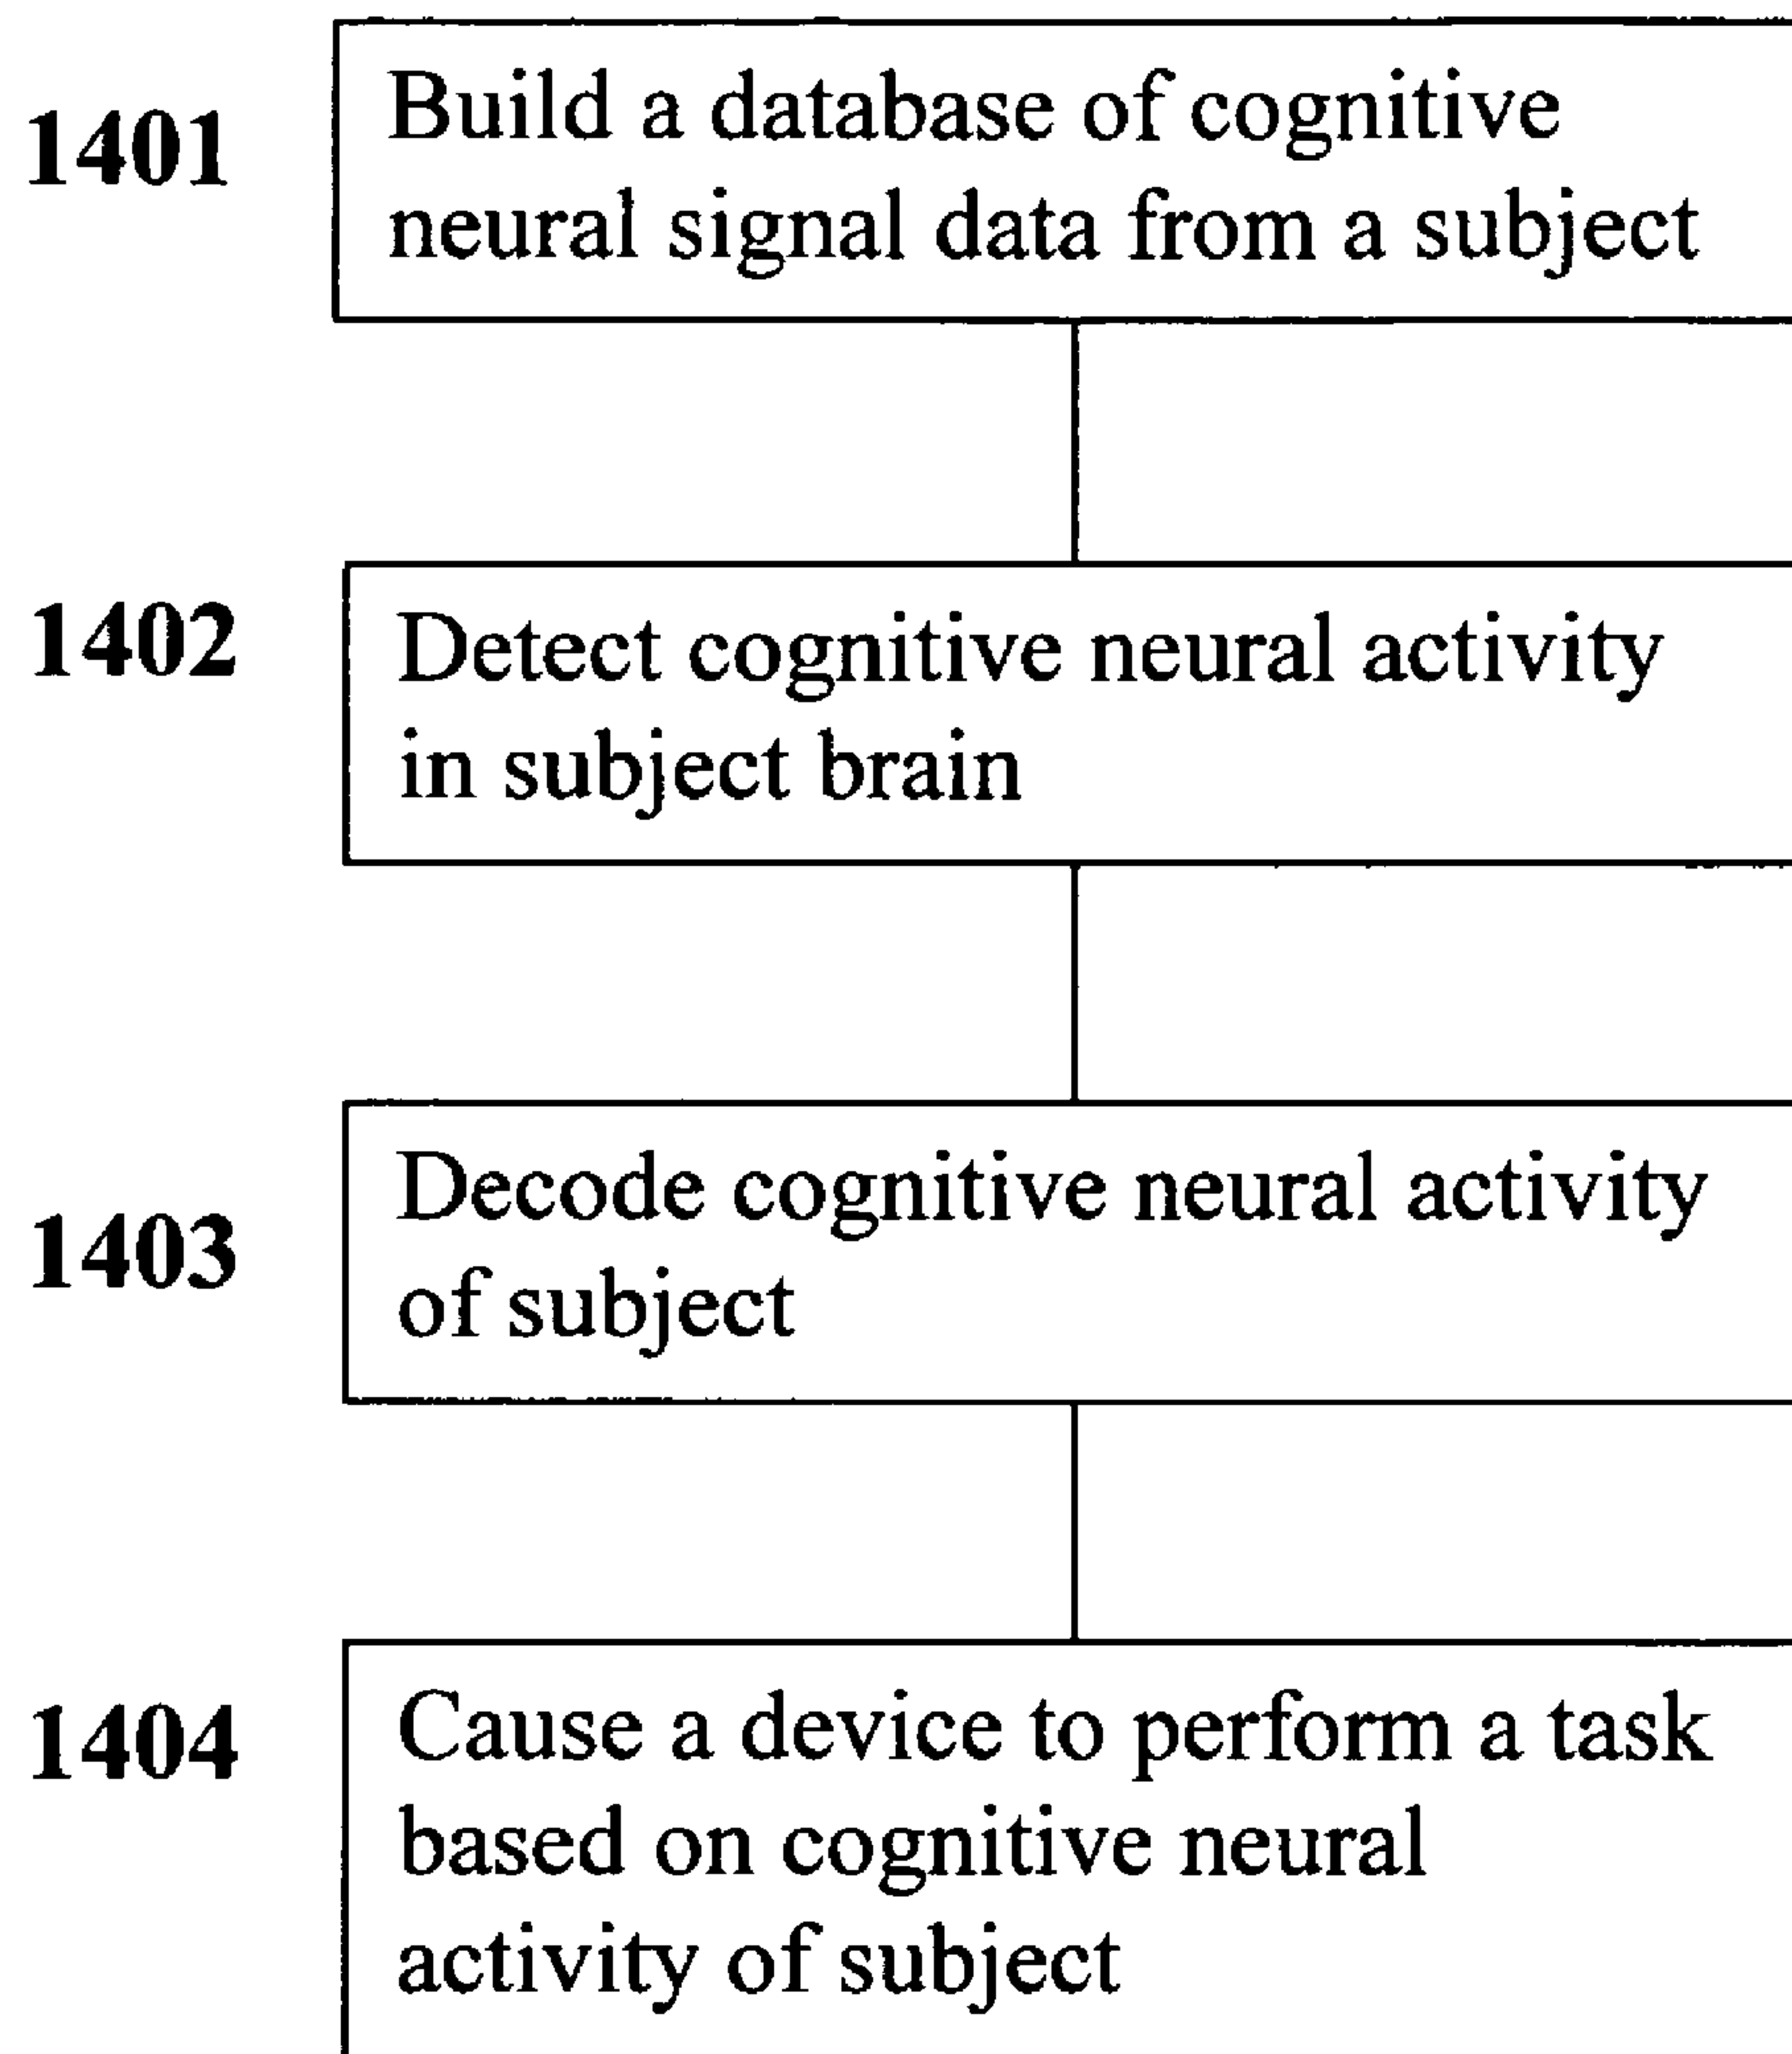 1401
Build a database of cognitive
neural signal data from a subject
1402
Detect cognitive neural activity
in subject brain
1403
Decode cognitive neural activity
of subject
1404
Cause a device to perform a task
based on cognitive neural
activity of subject